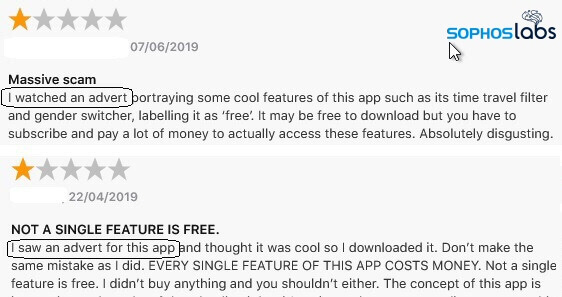 SOPHOSlabs
07/06/2019
Massive scam
I watched an advert portraying some cool features of this app such as its time travel filter
and gender switcher, labelling it as ‘free’. It may be free to download but you have to
subscribe and pay a lot of money to actually access these features. Absolutely disgusting.
22/04/2019
NOT A SINGLE FEATURE IS FREE.
I saw an advert for this app and thought it was cool so I downloaded it. Don’t make the
same mistake as I did. EVERY SINGLE FEATURE OF THIS APP COSTS MONEY. Not a single
feature is free. I didn’t buy anything and you shouldn’t either. The concept of this app is